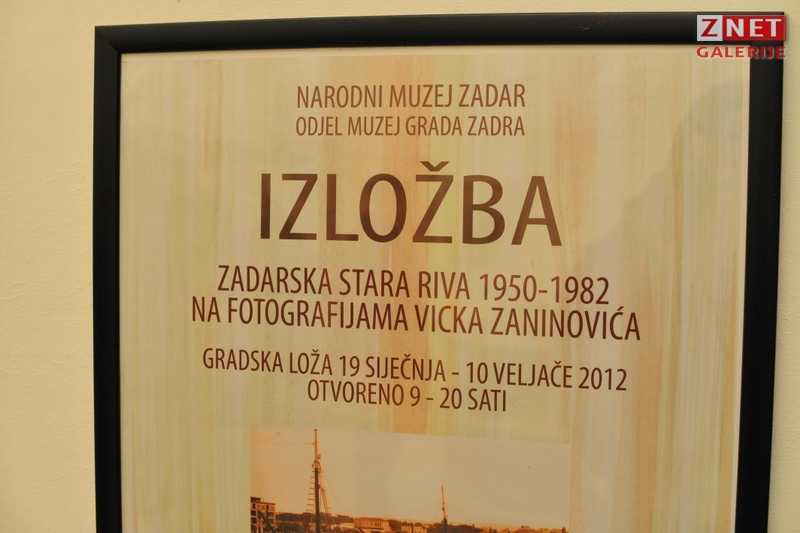 ZNET
GALERIJE
NARODNI MUZEJ ZADAR
ODJEL MUZEJ GRADA ZADRA
IZLOŽBA
ZADARSKA STARA RIVA 1950-1982
NA FOTOGRAFIJAMA VICKA ZANINOVIĆA
GRADSKA LOŽA 19 SIJEČNJA - 10 VELJAČE 2012
OTVORENO 9 - 20 SATI